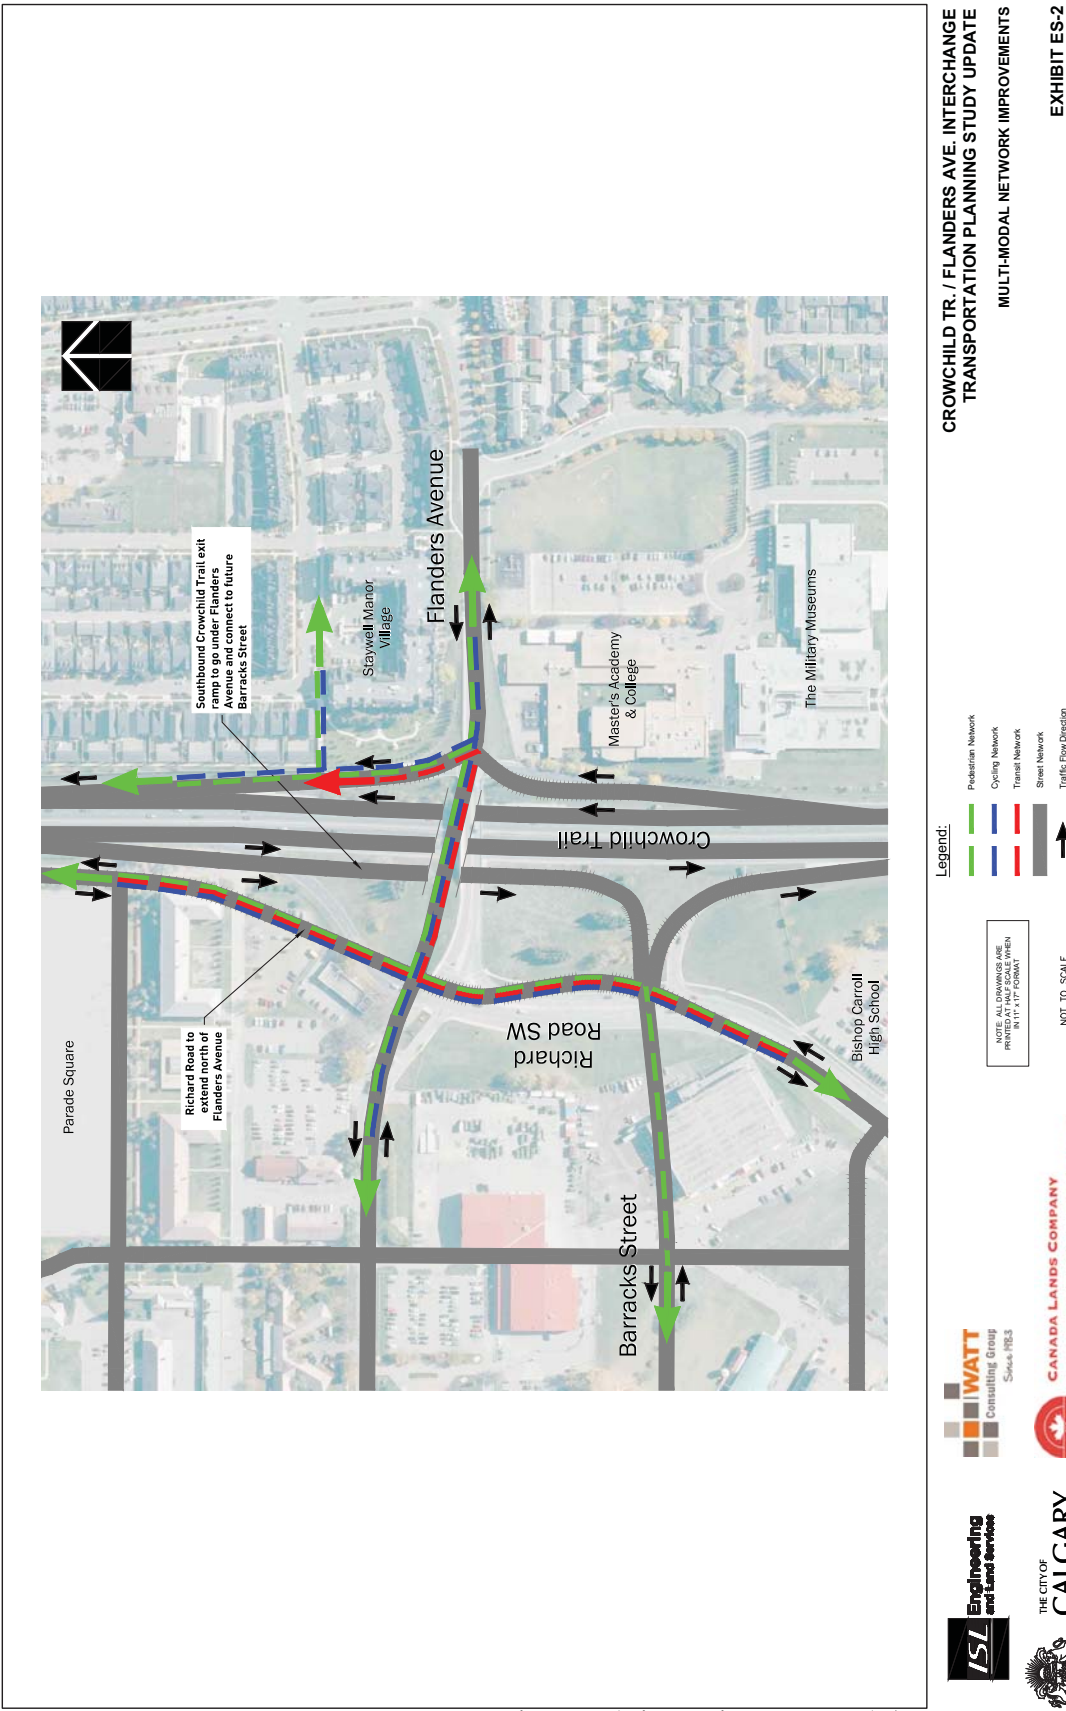 CROWCHILD TR. / FLANDERS AVE. INTERCHANGE
TRANSPORTATION PLANNING STUDY UPDATE
MULTI-MODAL NETWORK IMPROVEMENTS
EXHIBIT ES-2
Parade Square
Richard Road to
extend north of
Flanders Avenue
Southbound Crowchild Trail exit
ramp to go under Flanders
Avenue and connect to future
Barracks Street
Staywell Manor
Village
Flanders Avenue
Master's Academy
& College
The Military Museums
Crowchild Trail
Richard
Road SW
Barracks Street
Bishop Carroll
High School
Legend:
Pedestrian Network
Cycling Network
Transit Network
Street Network
Traffic Flow Direction
NOTE: ALL DRAWINGS ARE
PRINTED AT HALF SCALE WHEN
IN 11" x 17" FORMAT
NOT TO SCALE
WATT
Consulting Group
Since 1983
CANADA LANDS COMPANY
ISL
Engineering
and Land Services
THE CITY OF
CALGARY